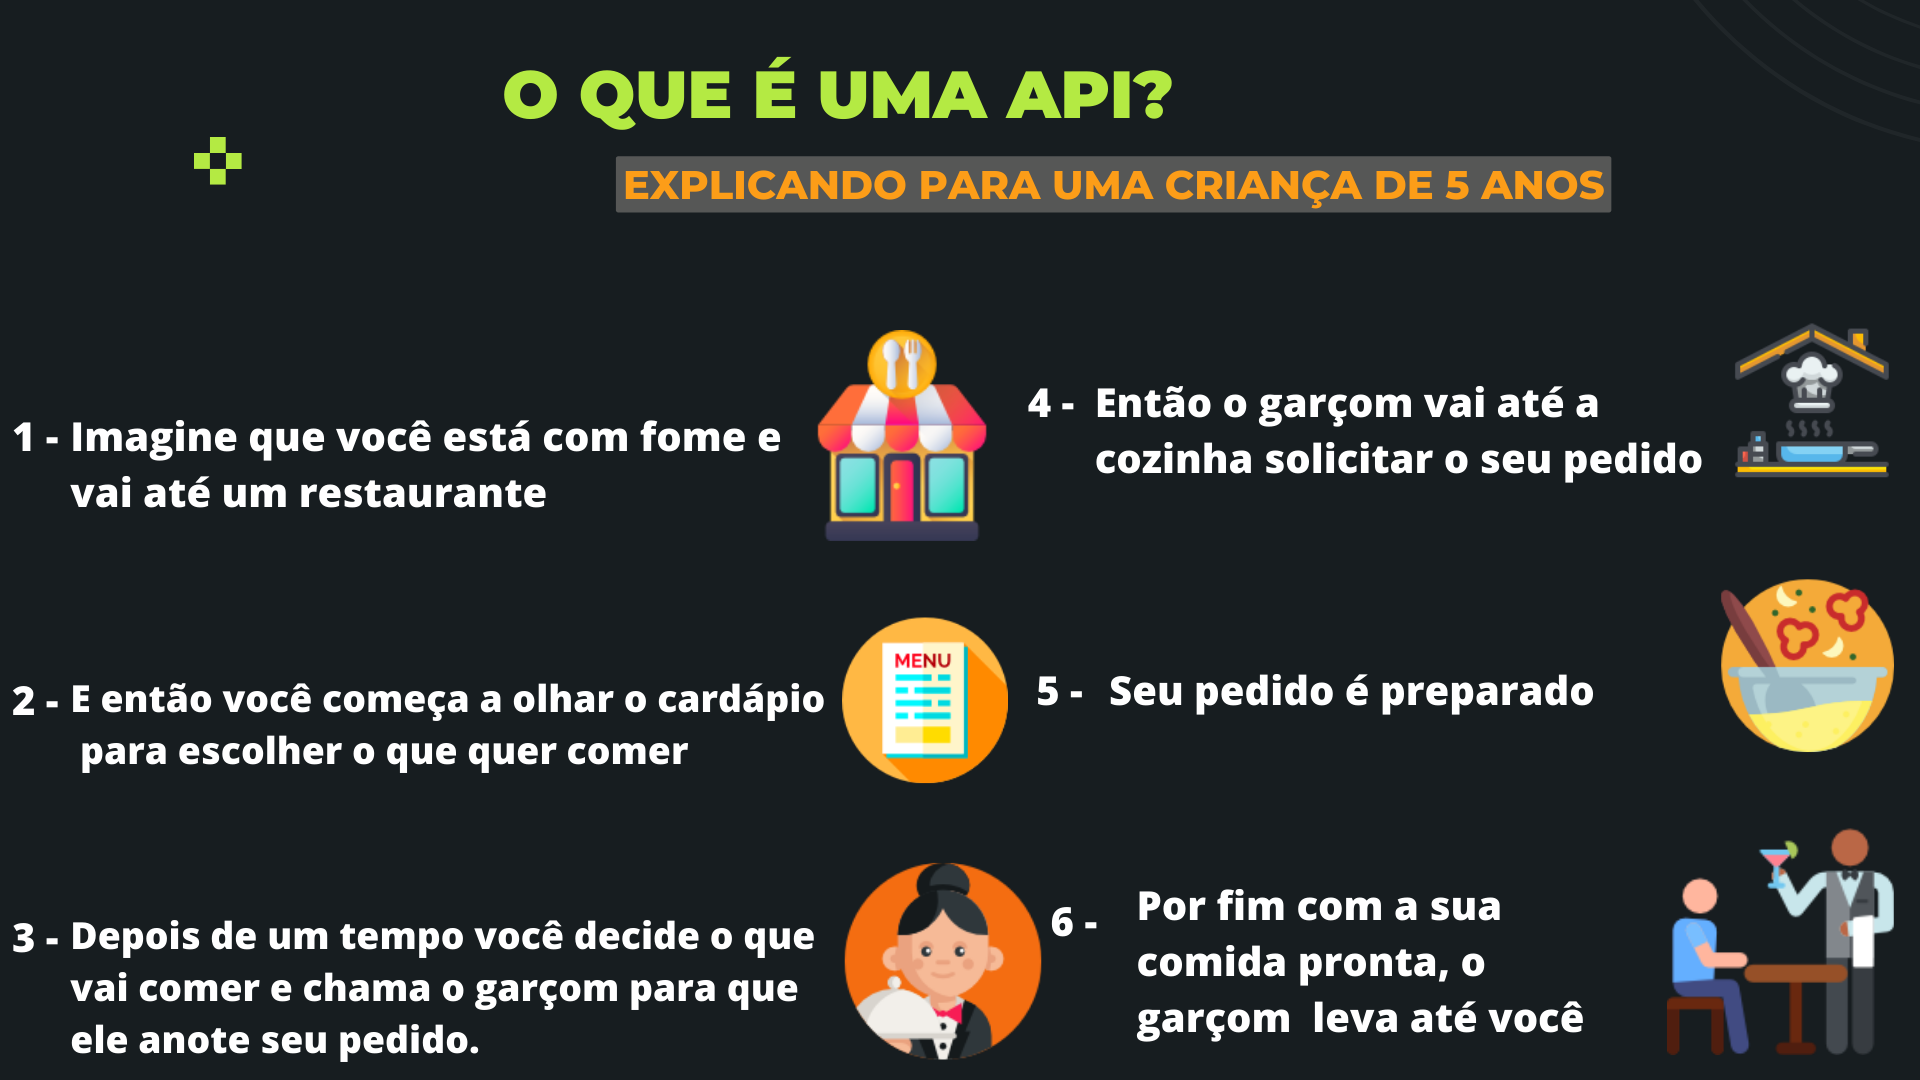 O QUE É UMA API?
EXPLICANDO PARA UMA CRIANÇA DE 5 ANOS
1 - Imagine que você está com fome e
vai até um restaurante
2 - E então você começa a olhar o cardápio
para escolher o que quer comer
MENU
3 - Depois de um tempo você decide o que
vai comer e chama o garçom para que
ele anote seu pedido.
4 - Então o garçom vai até a
cozinha solicitar o seu pedido
5 - Seu pedido é preparado
6 - Por fim com a sua
comida pronta, o
garçom leva até você